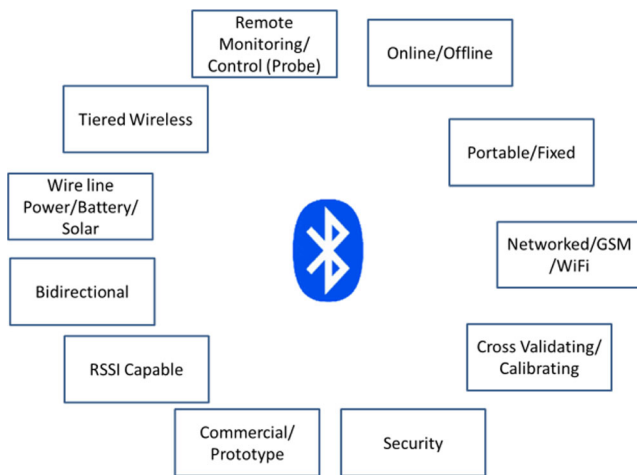 Remote
Monitoring/
Control (Probe)
Online/Offline
Tiered Wireless
Portable/Fixed
Wire line
Power/Battery/
Solar
Networked/GSM
/WiFi
Bidirectional
Cross Validating/
Calibrating
RSSI Capable
Commercial/
Prototype
Security